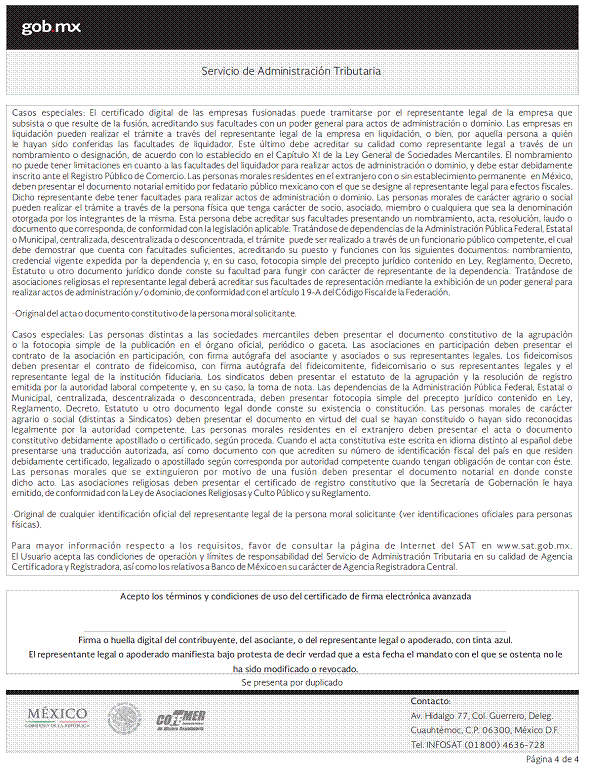 gob.mx
Servicio de Administración Tributaria
Casos especiales: El certificado digital de las empresas fusionadas puede tramitarse por el representante legal de la empresa que
subsista o que resulte de la fusión, acreditando sus facultades con un poder general para actos de administración o dominio. Las empresas en
liquidación pueden realizar el trámite a través del representante legal de la empresa en liquidación, o bien, por aquella persona a quién
le hayan sido conferidas las facultades de liquidador. Este último debe acreditar su calidad como representante legal a través de un
nombramiento o designación, de acuerdo con lo establecido en el Capítulo XI de la Ley General de Sociedades Mercantiles. El nombramiento
no puede tener limitaciones en cuanto a las facultades del liquidador para realizar actos de administración o dominio, y debe estar debidamente
inscrito ante el Registro Público de Comercio. Las personas morales residentes en el extranjero con o sin establecimiento permanente en México,
deben presentar el documento notarial emitido por fedatario público mexicano con el que se designe al representante legal para efectos fiscales.
Dicho representante debe tener facultades para realizar actos de administración o dominio. Las personas morales de carácter agrario o social
pueden realizar el trámite a través de la persona física que tenga carácter de socio, asociado, miembro o cualquiera que sea la denominación
otorgada por los integrantes de la misma. Esta persona debe acreditar sus facultades presentando un nombramiento, acta, resolución, laudo o
documento que corresponda, de conformidad con la legislación aplicable. Tratándose de dependencias de la Administración Pública Federal, Estatal
o Municipal, centralizada, descentralizada o desconcentrada, el trámite puede ser realizado a través de un funcionario público competente, el cual
debe demostrar que cuenta con facultades suficientes, acreditando su puesto y funciones con los siguientes documentos: nombramiento,
credencial vigente expedida por la dependencia y, en su caso, fotocopia simple del precepto jurídico contenido en Ley, Reglamento, Decreto,
Estatuto u otro documento jurídico donde conste su facultad para fungir con carácter de representante de la dependencia. Tratándose de
asociaciones religiosas el representante legal deberá acreditar sus facultades de representación mediante la exhibición de un poder general para
realizar actos de administración y/o dominio, de conformidad con el artículo 19-A del Código Fiscal de la Federación.
·Original del acta o documento constitutivo de la persona moral solicitante.
Casos especiales: Las personas distintas a las sociedades mercantiles deben presentar el documento constitutivo de la agrupación
o la fotocopia simple de la publicación en el órgano oficial, periódico o gaceta. Las asociaciones en participación deben presentar el
contrato de la asociación en participación, con firma autógrafa del asociante y asociados o sus representantes legales. Los fideicomisos
deben presentar el contrato de fideicomiso, con firma autógrafa del fideicomitente, fideicomisario o sus representantes legales y el
representante legal de la institución fiduciaria. Los sindicatos deben presentar el estatuto de la agrupación y la resolución de registro
emitida por la autoridad laboral competente y, en su caso, la toma de nota. Las dependencias de la Administración Pública Federal, Estatal o
Municipal, centralizada, descentralizada o desconcentrada, deben presentar fotocopia simple del precepto jurídico contenido en Ley,
Reglamento, Decreto, Estatuto u otro documento legal donde conste su existencia o constitución. Las personas morales de carácter
agrario o social (distintas a Sindicatos) deben presentar el documento en virtud del cual se hayan constituido o hayan sido reconocidas
legalmente por la autoridad competente. Las personas morales residentes en el extranjero deben presentar el acta o documento
constitutivo debidamente apostillado o certificado, según proceda. Cuando el acta constitutiva este escrita en idioma distinto al español debe
presentarse una traducción autorizada, así como documento con que acrediten su número de identificación fiscal del país en que residen
debidamente certificado, legalizado o apostillado según corresponda por autoridad competente cuando tengan obligación de contar con éste.
Las personas morales que se extinguieron por motivo de una fusión deben presentar el documento notarial en donde conste
dicho acto. Las asociaciones religiosas deben presentar el certificado de registro constitutivo que la Secretaría de Gobernación le haya
emitido, de conformidad con la Ley de Asociaciones Religiosas y Culto Público y su Reglamento.
·Original de cualquier identificación oficial del representante legal de la persona moral solicitante (ver identificaciones oficiales para personas
físicas).
Para mayor información respecto a los requisitos, favor de consultar la página de Internet del SAT en www.sat.gob.mx.
El Usuario acepta las condiciones de operación y límites de responsabilidad del Servicio de Administración Tributaria en su calidad de Agencia
Certificadora y Registradora, así como los relativos a Banco de México en su carácter de Agencia Registradora Central.
Acepto los términos y condiciones de uso del certificado de firma electrónica avanzada
Firma o huella digital del contribuyente, del asociante, o del representante legal o apoderado, con tinta azul.
El representante legal o apoderado manifiesta bajo protesta de decir verdad que a esta fecha el mandato con el que se ostenta no le
ha sido modificado o revocado.
Se presenta por duplicado
MÉXICO
GOBIERNO DE LA REPÚBLICA
COFEMER
Contacto:
Av. Hidalgo 77, Col. Guerrero, Deleg.
Cuauhtémoc, C.P. 06300, México D.F.
Tel. INFOSAT (01800) 4636-728
Página 4 de 4